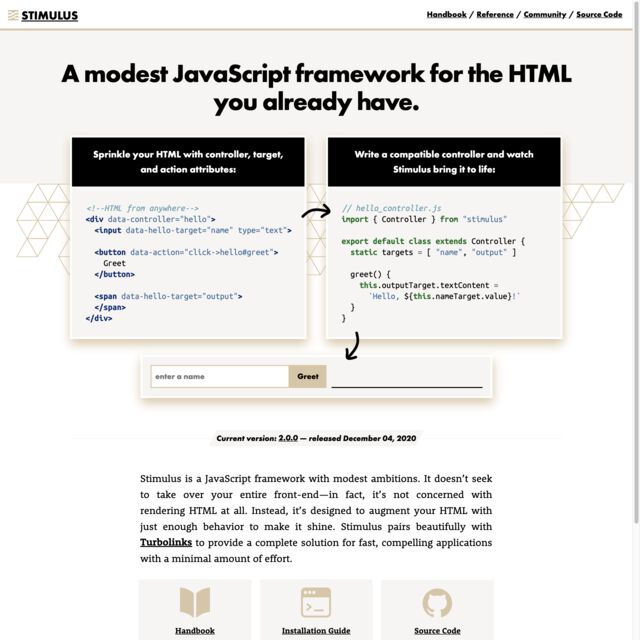 STIMULUS
Handbook / Reference / Community / Source Code
A modest JavaScript framework for the HTML
you already have.
Sprinkle your HTML with controller, target,
and action attributes:
<!--HTML from anywhere-->
<div data-controller="hello">
<input data-hello-target="name" type="text">
<button data-action="click->hello#greet">
Greet
</button>
<span data-hello-target="output">
</span>
</div>
Write a compatible controller and watch
Stimulus bring it to life:
// hello_controller.js
import { Controller } from "stimulus"
export default class extends Controller {
static targets = [ "name", "output" ]
greet() {
this.outputTarget.textContent =
`Hello, ${this.nameTarget.value}!`
}
}
enter a name
Greet
Current version: 2.0.0 — released December 04, 2020
Stimulus is a JavaScript framework with modest ambitions. It doesn’t seek
to take over your entire front-end—in fact, it’s not concerned with
rendering HTML at all. Instead, it’s designed to augment your HTML with
just enough behavior to make it shine. Stimulus pairs beautifully with
Turbolinks to provide a complete solution for fast, compelling applications
with a minimal amount of effort.
Handbook
Installation Guide
Source Code